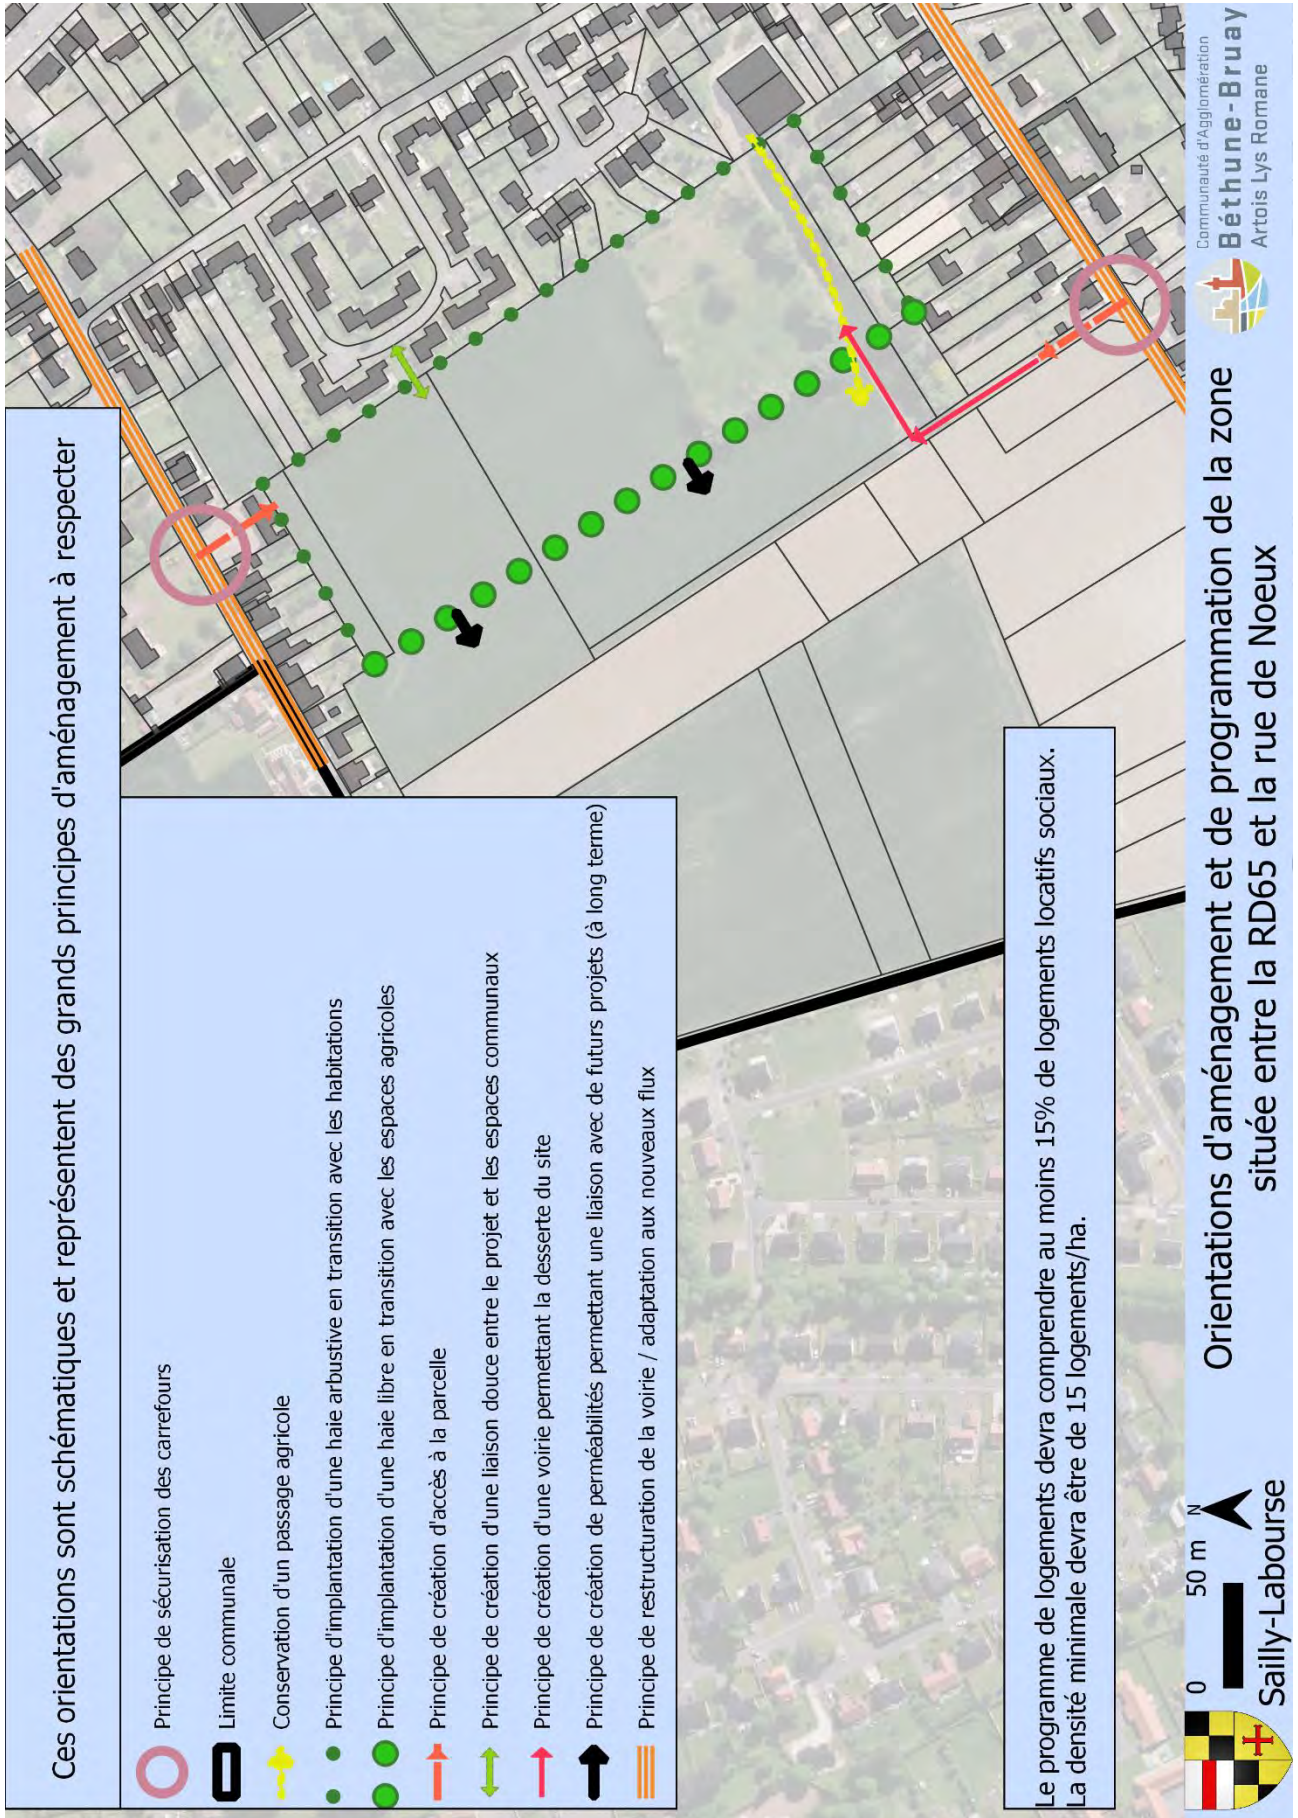 Ces orientations sont schématiques et représentent des grands principes d'aménagement à respecter
Principe de sécurisation des carrefours
Limite communale
Conservation d'un passage agricole
Principe d'implantation d'une haie arbustive en transition avec les habitations
Principe d'implantation d'une haie libre en transition avec les espaces agricoles
Principe de création d'accès à la parcelle
Principe de création d'une liaison douce entre le projet et les espaces communaux
Principe de création d'une voirie permettant la desserte du site
Principe de création de perméabilités permettant une liaison avec de futurs projets (à long terme)
Principe de restructuration de la voirie / adaptation aux nouveaux flux
Le programme de logements devra comprendre au moins 15% de logements locatifs sociaux.
La densité minimale devra être de 15 logements/ha.
0 50 m N
Sailly-Labourse
Orientations d'aménagement et de programmation de la zone
située entre la RD65 et la rue de Noeux
Communauté d'Agglomération
Béthune-Bruay
Artois Lys Romane